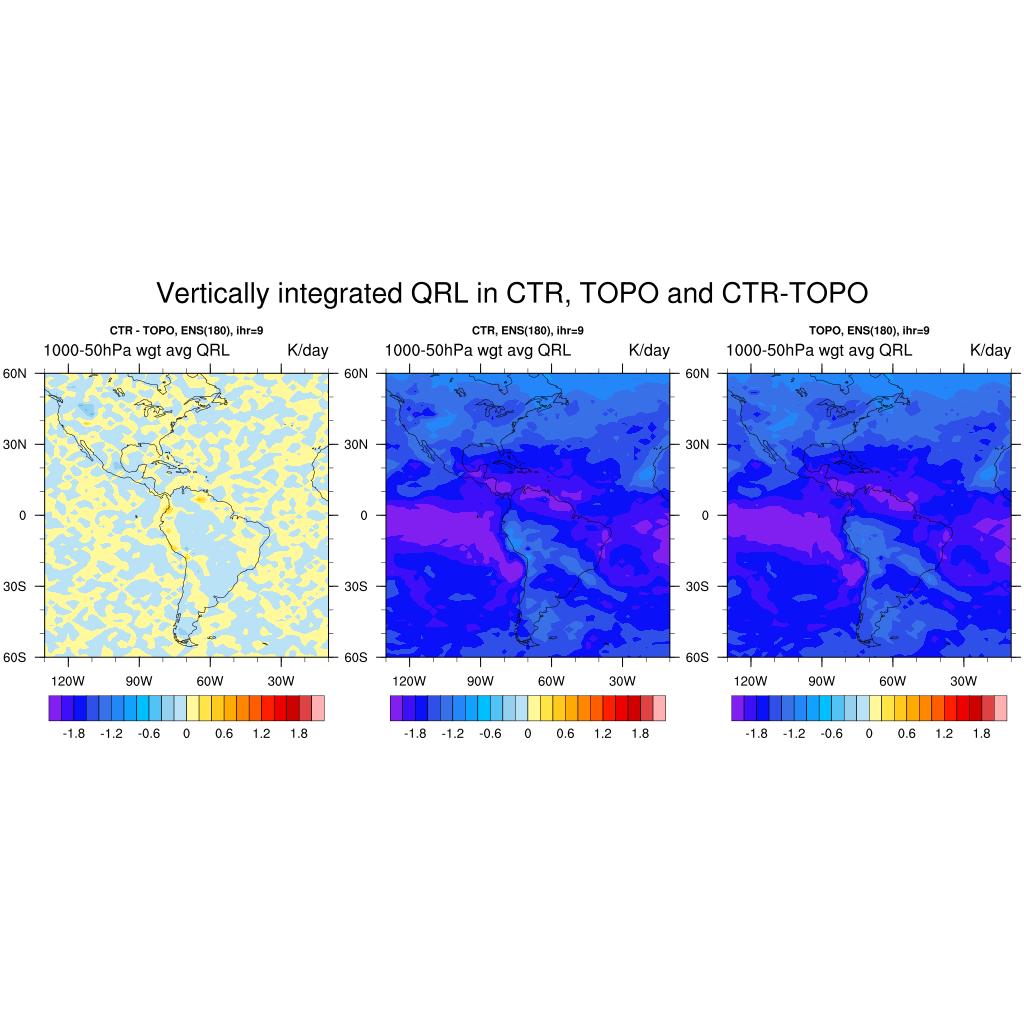 Vertically integrated QRL in CTR, TOPO and CTR-TOPO
CTR - TOPO, ENS(180), ihr=9
1000-50hPa wgt avg QRL K/day
60N
30N
0
30S
60S
120W 90W 60W 30W
-1.8 -1.2 -0.6 0 0.6 1.2 1.8
CTR, ENS(180), ihr=9
1000-50hPa wgt avg QRL K/day
60N
30N
0
30S
60S
120W 90W 60W 30W
-1.8 -1.2 -0.6 0 0.6 1.2 1.8
TOPO, ENS(180), ihr=9
1000-50hPa wgt avg QRL K/day
60N
30N
0
30S
60S
120W 90W 60W 30W
-1.8 -1.2 -0.6 0 0.6 1.2 1.8